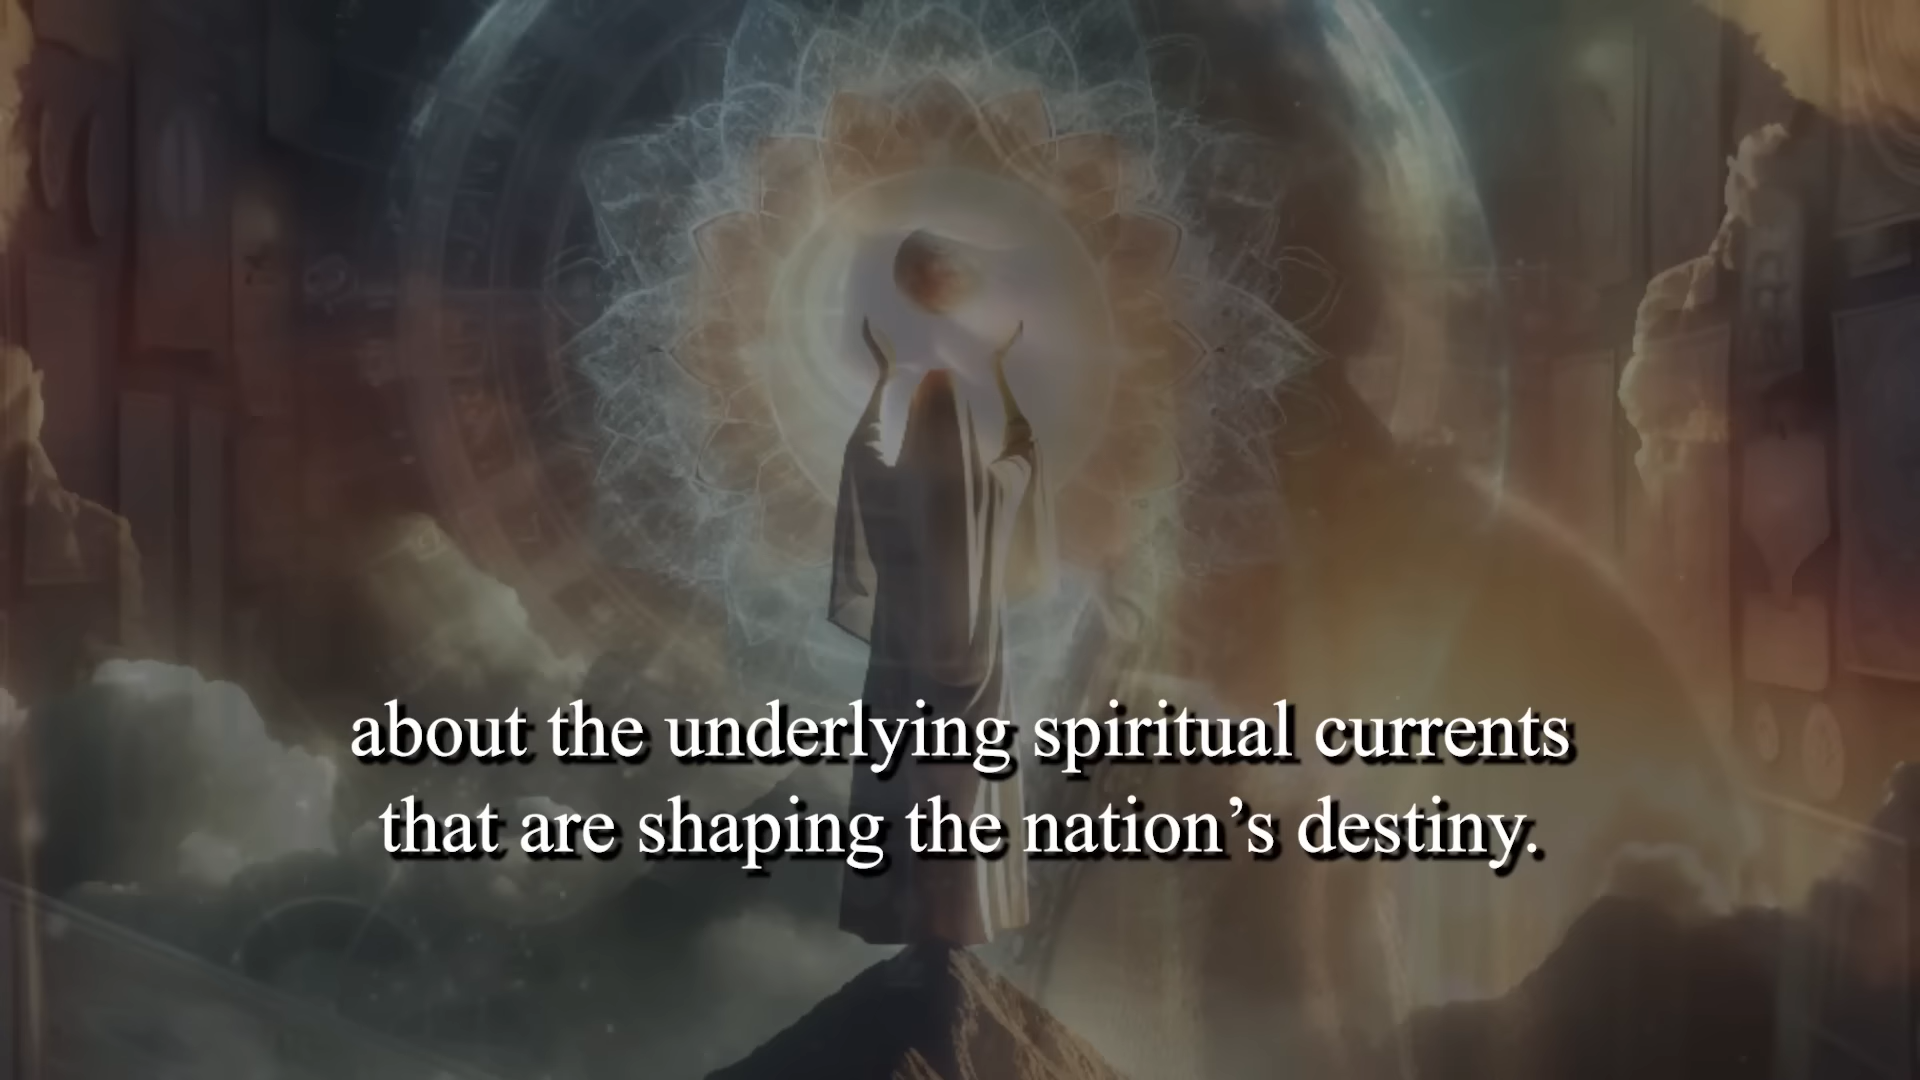 about the underlying spiritual currents
that are shaping the nation’s destiny.